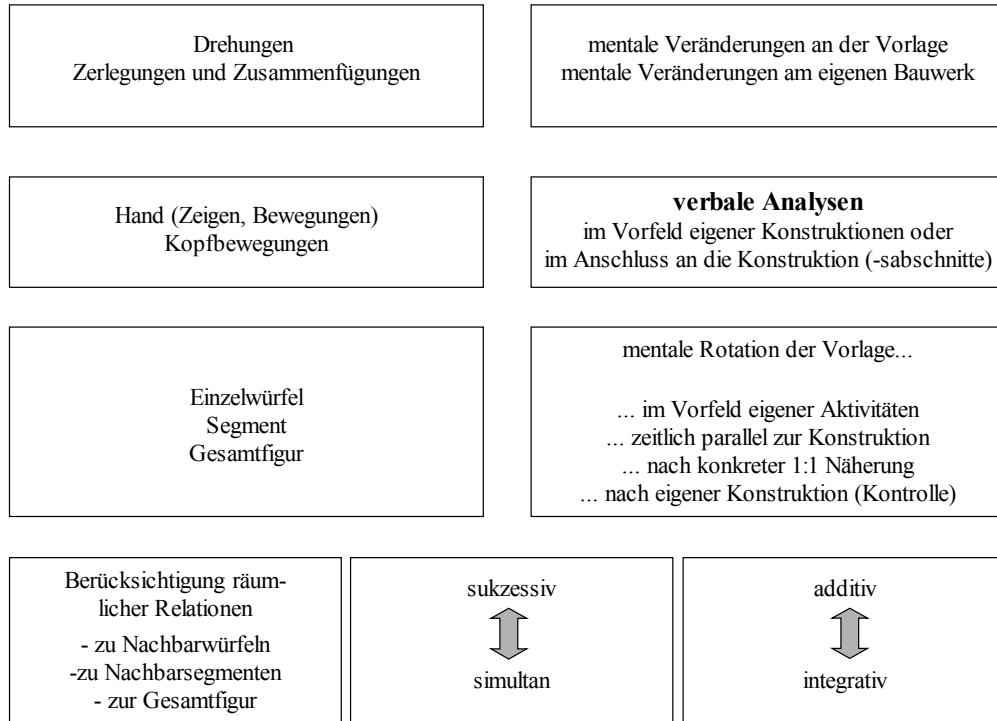 Drehungen
Zerlegungen und Zusammenfügungen
mentale Veränderungen an der Vorlage
mentale Veränderungen am eigenen Bauwerk
Hand (Zeigen, Bewegungen)
Kopfbewegungen
verbale Analysen
im Vorfeld eigener Konstruktionen oder
im Anschluss an die Konstruktion (-sabschnitte)
Einzelwürfel
Segment
Gesamtfigur
mentale Rotation der Vorlage...
... im Vorfeld eigener Aktivitäten
... zeitlich parallel zur Konstruktion
... nach konkreter 1:1 Näherung
... nach eigener Konstruktion (Kontrolle)
Berücksichtigung räum-
licher Relationen
- zu Nachbarwürfeln
-zu Nachbarsegmenten
- zur Gesamtfigur
sukzessiv
simultan
additiv
integrativ